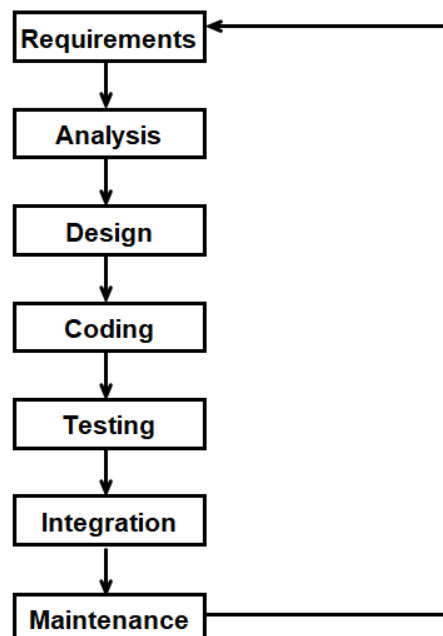 Requirements
Analysis
Design
Coding
Testing
Integration
Maintenance